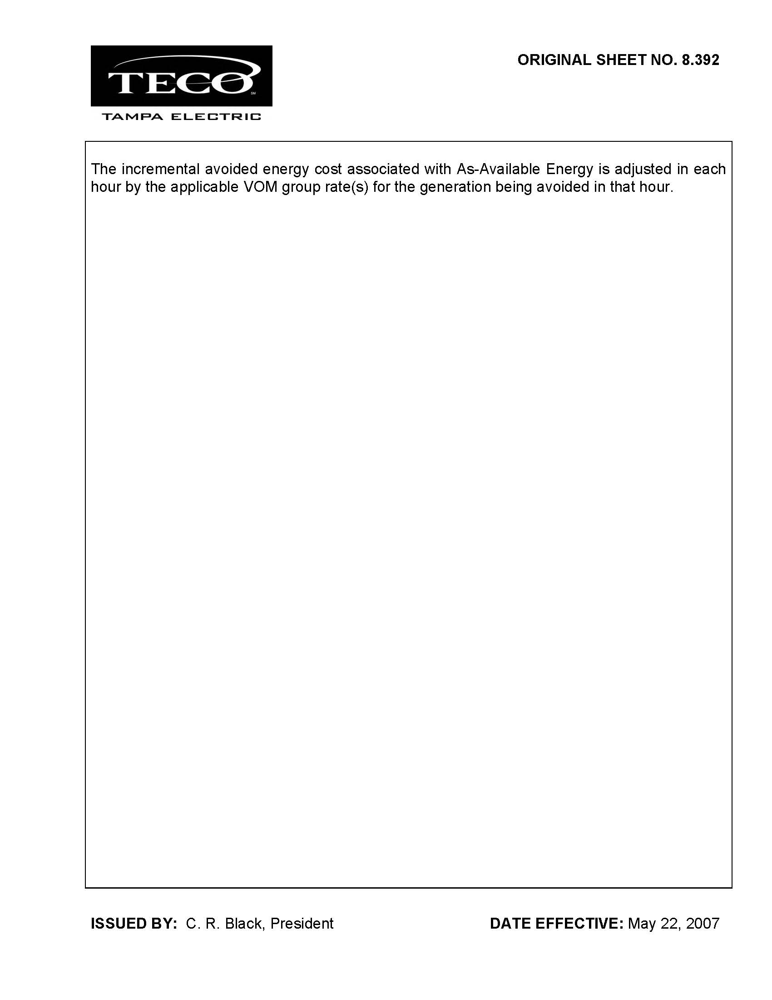 TECO
SM
TAMPA ELECTRIC
ORIGINAL SHEET NO. 8.392
The incremental avoided energy cost associated with As-Available Energy is adjusted in each
hour by the applicable VOM group rate(s) for the generation being avoided in that hour.
ISSUED BY: C. R. Black, President
DATE EFFECTIVE: May 22, 2007